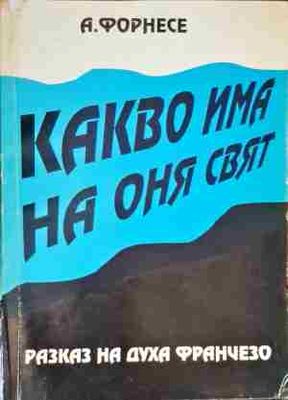 А. ФОРНЕСЕ
КАКВО ИМА
НА ОНЯ СВЯТ
РАЗКАЗ НА ДУХА ФРАНЧЕЗО